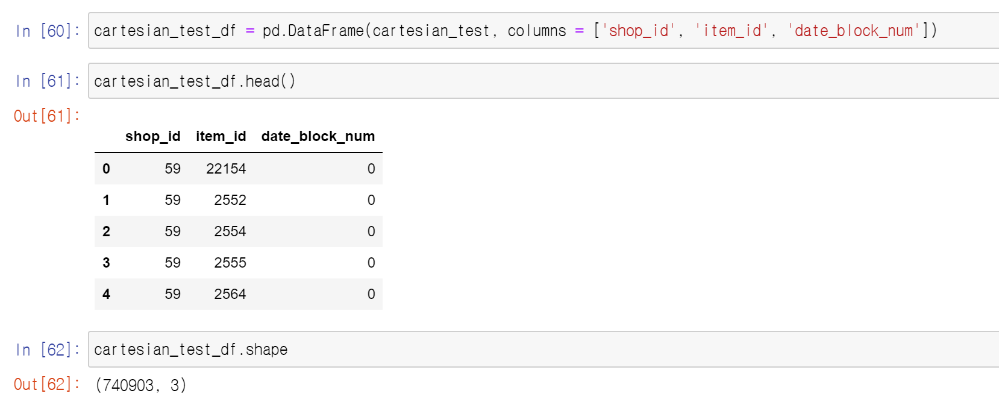 In [60]: cartesian_test_df = pd.DataFrame(cartesian_test, columns = ['shop_id', 'item_id', 'date_block_num'])
In [61]: cartesian_test_df.head()
Out[61]:
shop_id item_id date_block_num
0 59 22154 0
1 59 2552 0
2 59 2554 0
3 59 2555 0
4 59 2564 0
In [62]: cartesian_test_df.shape
Out[62]: (740903, 3)